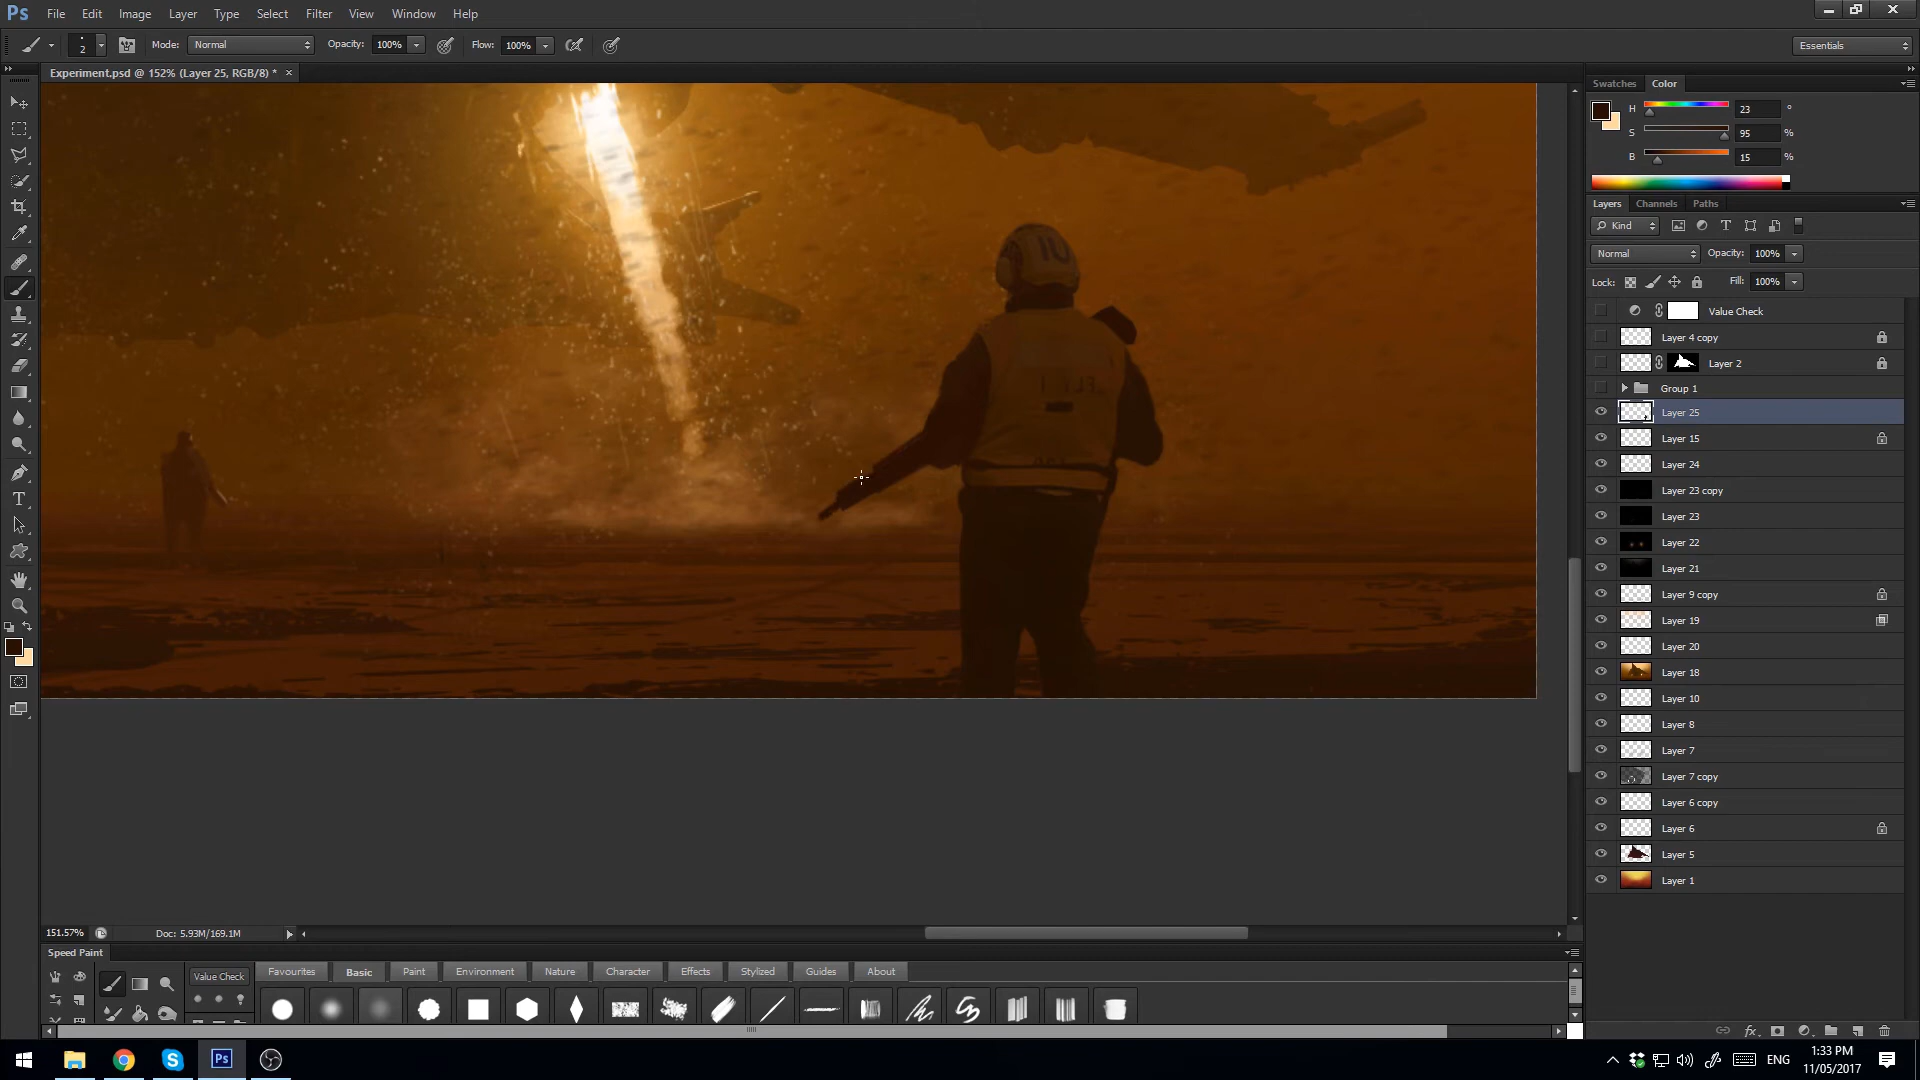 Ps File Edit Image Layer Type Select Filter 3D View Window Help
2 Mode: Normal Opacity: 100% Flow: 100% Essentials
Experiment.psd @ 152% (Layer 25, RGB/8) * ×
Swatches Color
H 23 °
S 95 %
B 15 %
Layers Channels Paths
Kind T
Normal Opacity: 100%
Lock: Fill: 100%
Value Check
Layer 4 copy
Layer 2
Group 1
Layer 25
Layer 15
Layer 24
Layer 23 copy
Layer 23
Layer 22
Layer 21
Layer 9 copy
Layer 19
Layer 20
Layer 18
Layer 10
Layer 8
Layer 7
Layer 7 copy
Layer 6 copy
Layer 6
Layer 5
Layer 1
10
151.57% Doc: 5.93M/169.1M
Speed Paint
Value Check Favourites Basic Paint Environment Nature Character Effects Stylized Guides About
fx
ENG 1:33 PM
11/05/2017